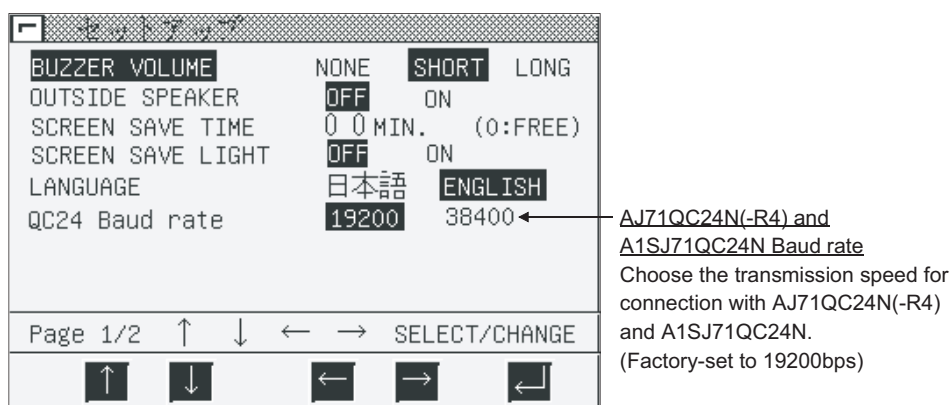 セットアップ
BUZZER VOLUME NONE SHORT LONG
OUTSIDE SPEAKER OFF ON
SCREEN SAVE TIME 0 0 MIN. (0:FREE)
SCREEN SAVE LIGHT OFF ON
LANGUAGE 日本語 ENGLISH
QC24 Baud rate 19200 38400
Page 1/2 ↑ ↓ ← → SELECT/CHANGE
↑ ↓ ← → ↵
AJ71QC24N(-R4) and
A1SJ71QC24N Baud rate
Choose the transmission speed for
connection with AJ71QC24N(-R4)
and A1SJ71QC24N.
(Factory-set to 19200bps)